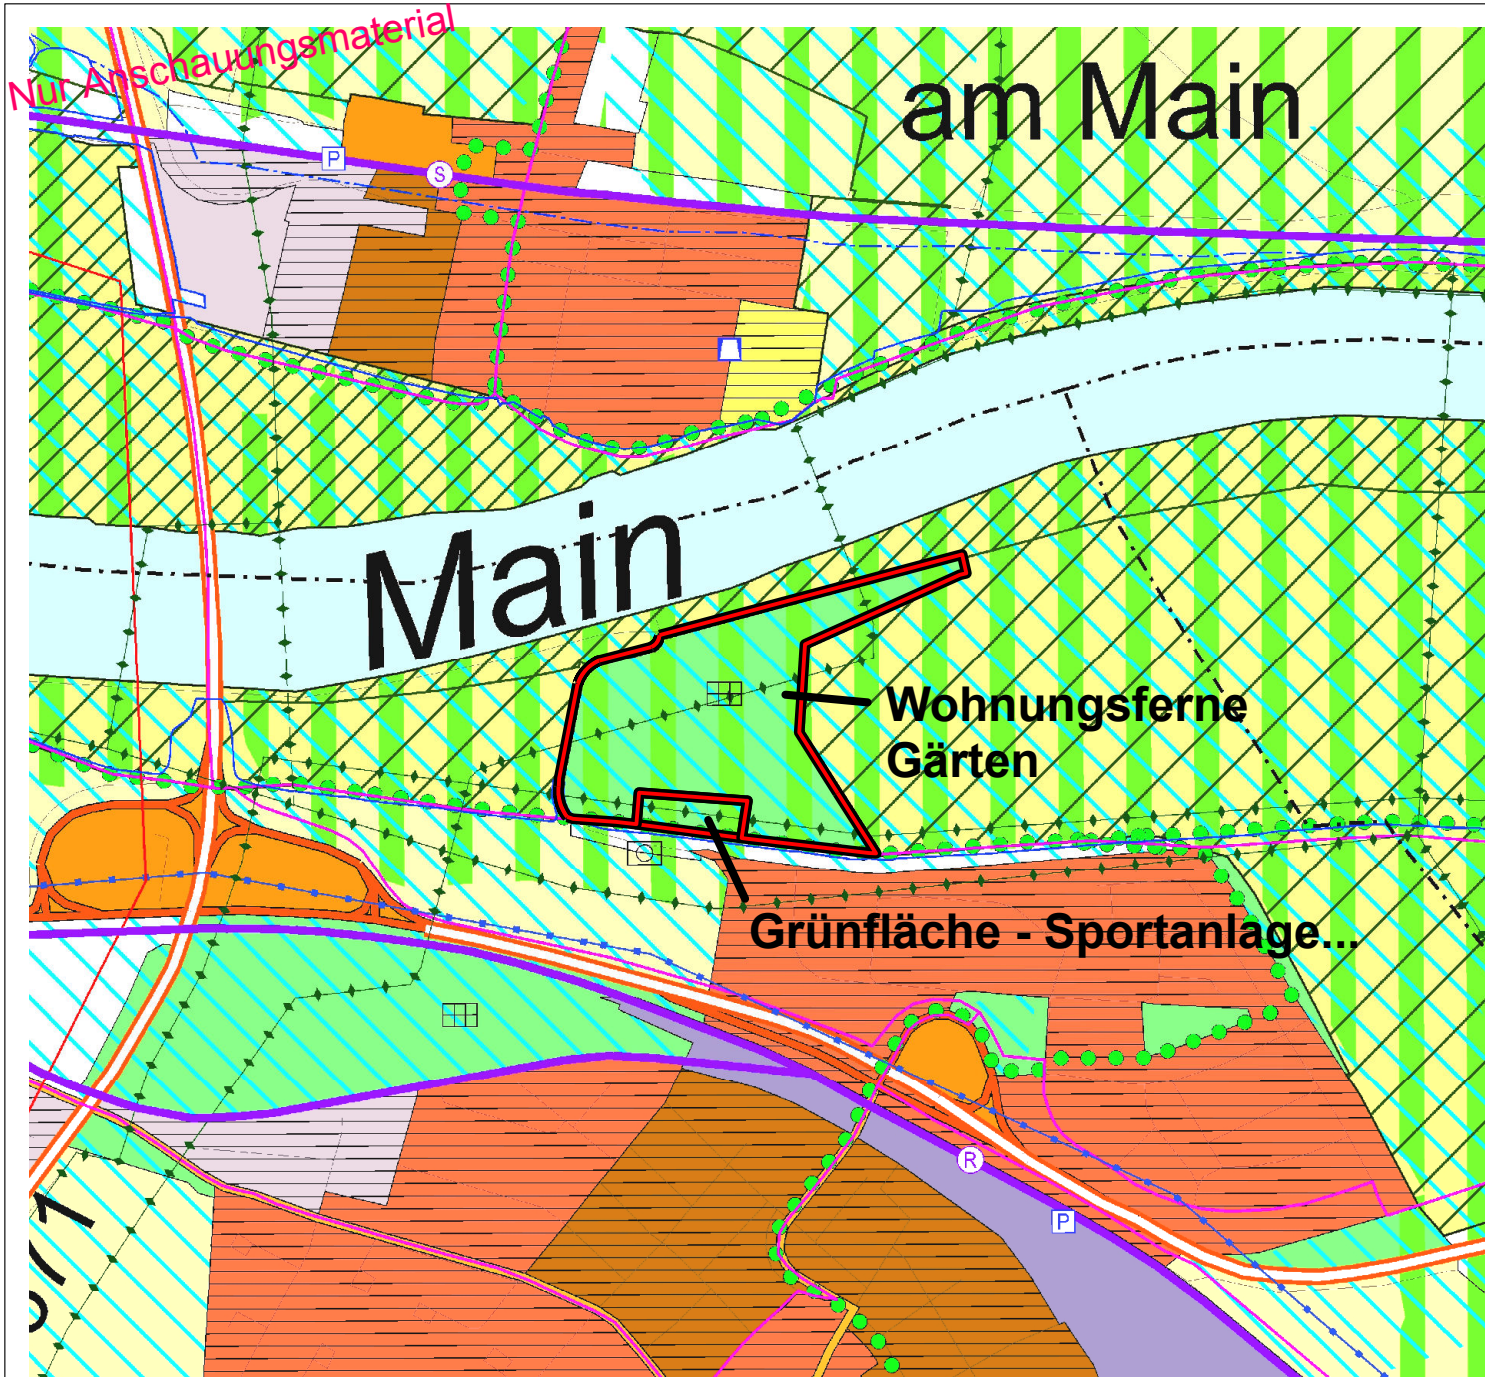 Nur Anschauungsmaterial
am Main
P
S
Main
Wohnungsferne
Gärten
Grünfläche - Sportanlage...
R
P